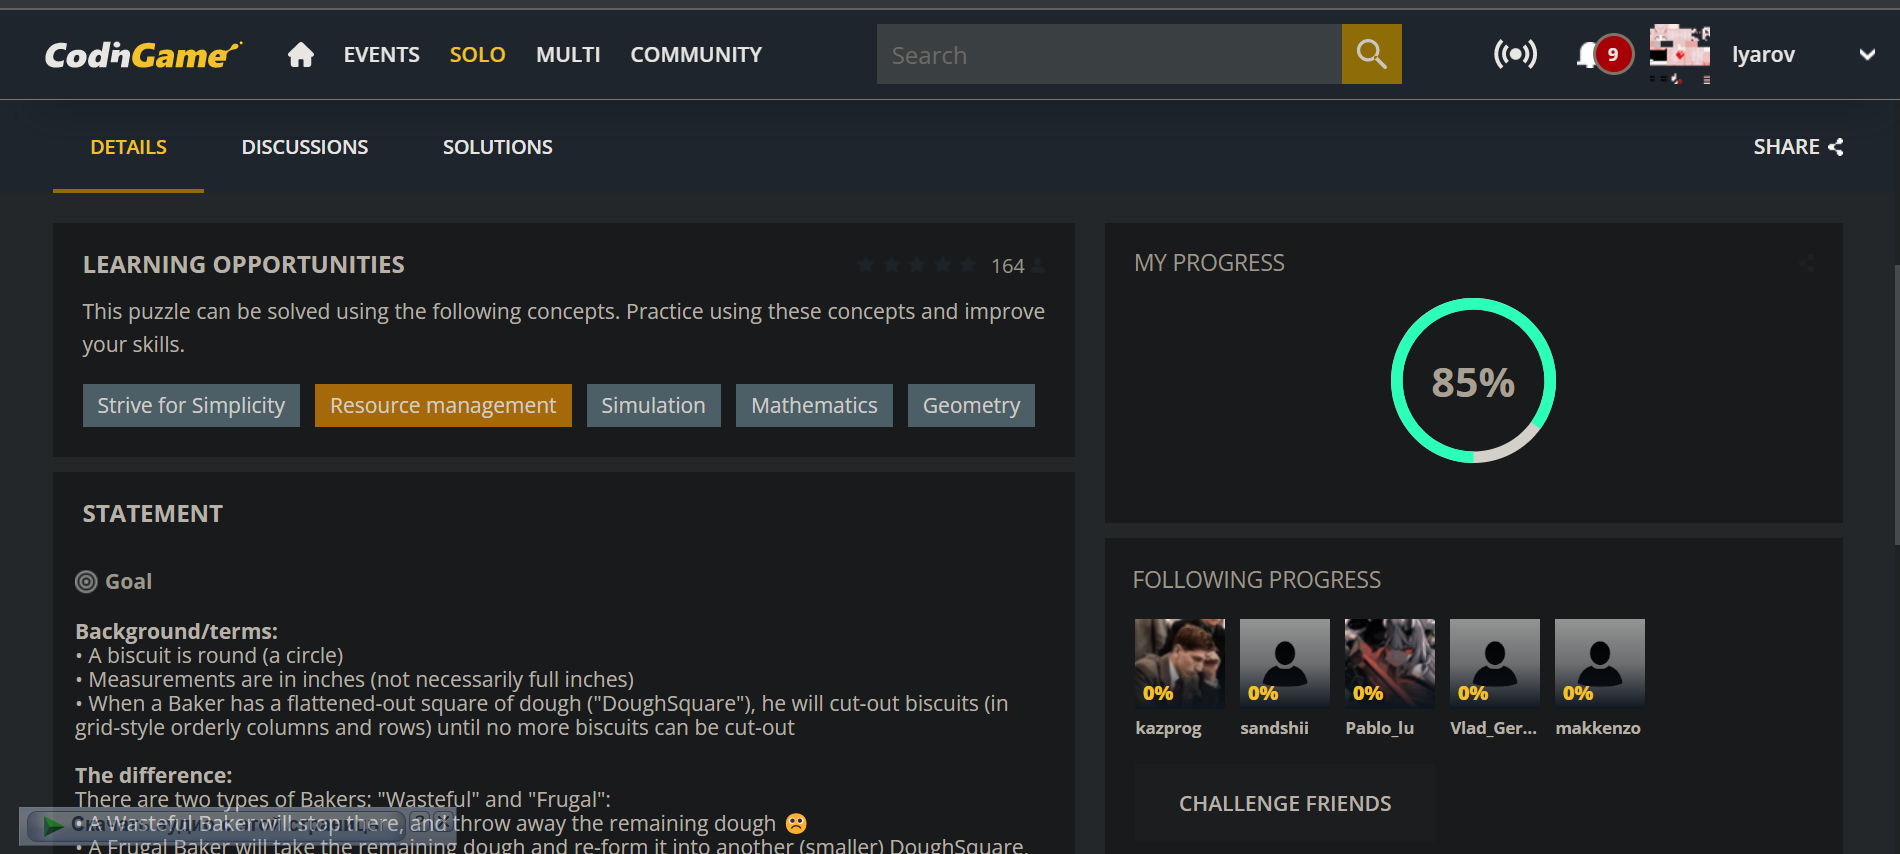 CodinGame
EVENTS
SOLO
MULTI
COMMUNITY
Search
9
lyarov
DETAILS
DISCUSSIONS
SOLUTIONS
SHARE
LEARNING OPPORTUNITIES
164
This puzzle can be solved using the following concepts. Practice using these concepts and improve
your skills.
Strive for Simplicity
Resource management
Simulation
Mathematics
Geometry
STATEMENT
Goal
Background/terms:
• A biscuit is round (a circle)
• Measurements are in inches (not necessarily full inches)
• When a Baker has a flattened-out square of dough ("DoughSquare"), he will cut-out biscuits (in
grid-style orderly columns and rows) until no more biscuits can be cut-out
The difference:
There are two types of Bakers: "Wasteful" and "Frugal":
• A Wasteful Baker will stop there, and throw away the remaining dough
• A Frugal Baker will take the remaining dough and re-form it into another (smaller) DoughSquare,
MY PROGRESS
85%
FOLLOWING PROGRESS
0%
0%
0%
0%
0%
kazprog
sandshii
Pablo_lu
Vlad_Ger...
makkenzo
CHALLENGE FRIENDS